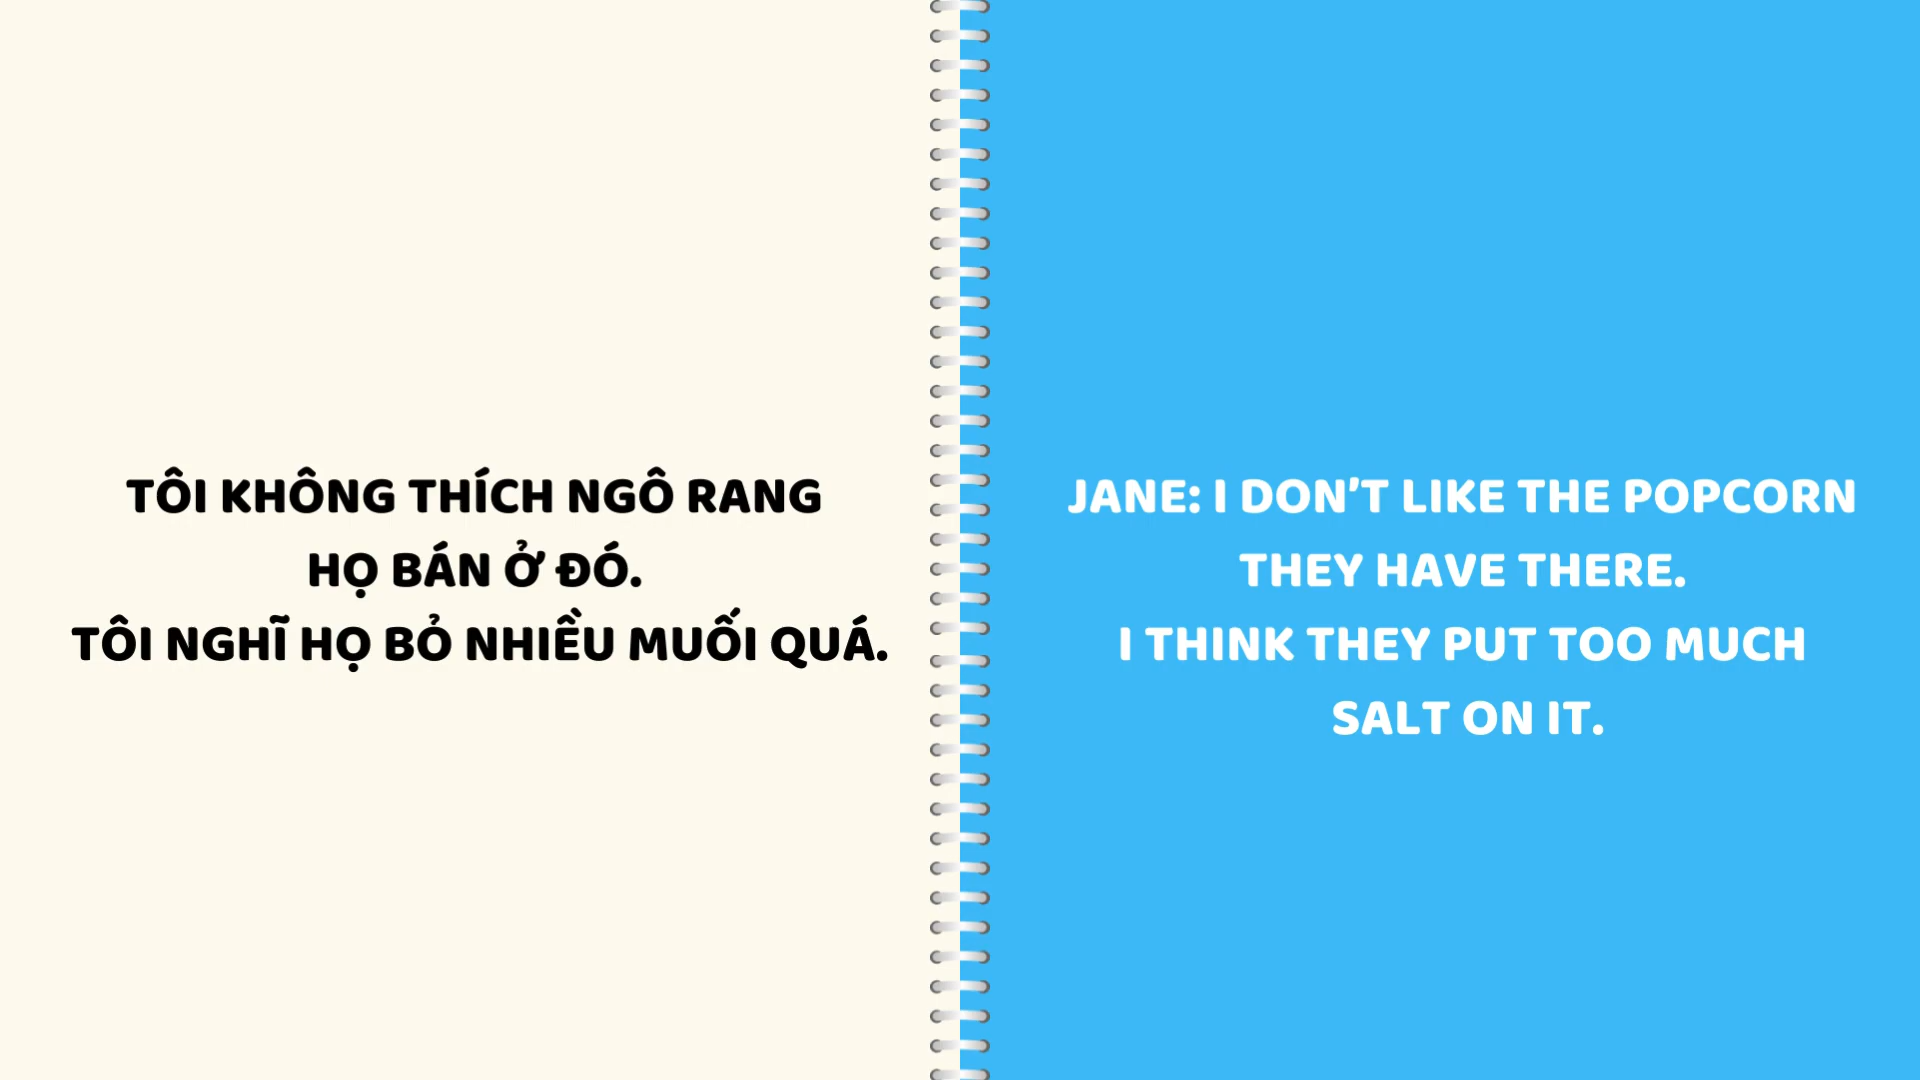 TÔI KHÔNG THÍCH NGÔ RANG
HỌ BÁN Ở ĐÓ.
TÔI NGHĨ HỌ BỎ NHIỀU MUỐI QUÁ.
JANE: I DON'T LIKE THE POPCORN
THEY HAVE THERE.
I THINK THEY PUT TOO MUCH
SALT ON IT.